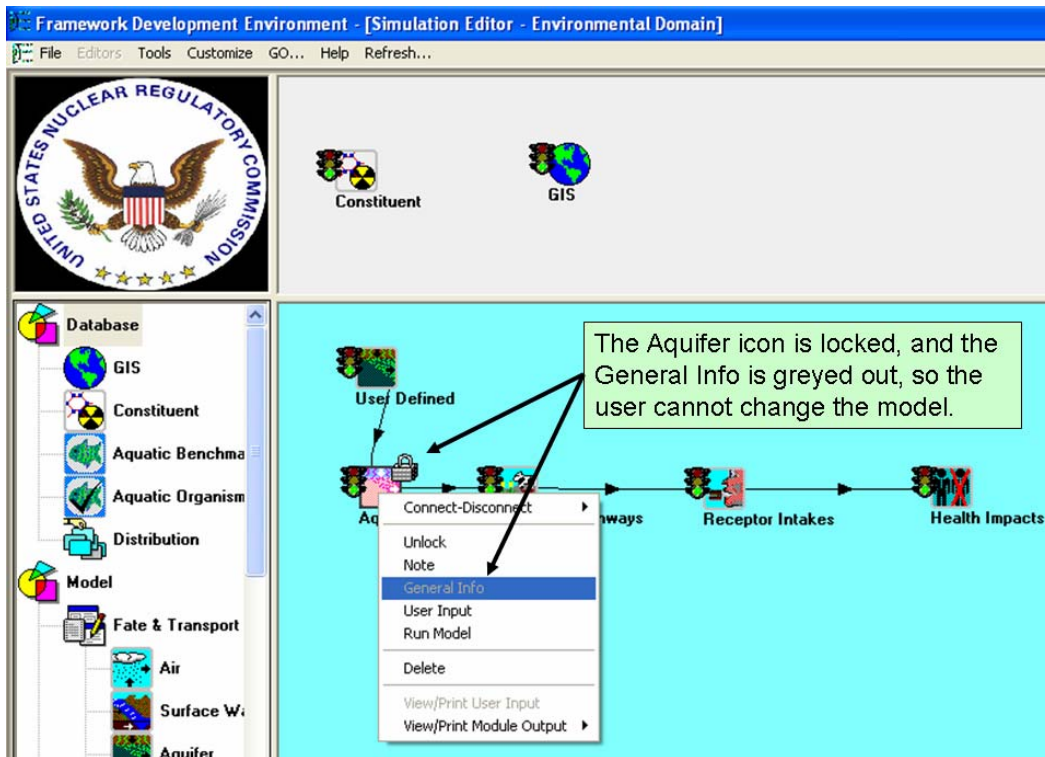 Framework Development Environment - [Simulation Editor - Environmental Domain]
File Editors Tools Customize GO... Help Refresh...
UNITED STATES NUCLEAR REGULATORY COMMISSION
Constituent
GIS
Database
GIS
Constituent
Aquatic Benchma
Aquatic Organism
Distribution
Model
Fate & Transport
Air
Surface Wa
Aquifer
The Aquifer icon is locked, and the
General Info is greyed out, so the
user cannot change the model.
User Defined
Aq
ways
Receptor Intakes
Health Impacts
Connect-Disconnect
Unlock
Note
General Info
User Input
Run Model
Delete
View/Print User Input
View/Print Module Output